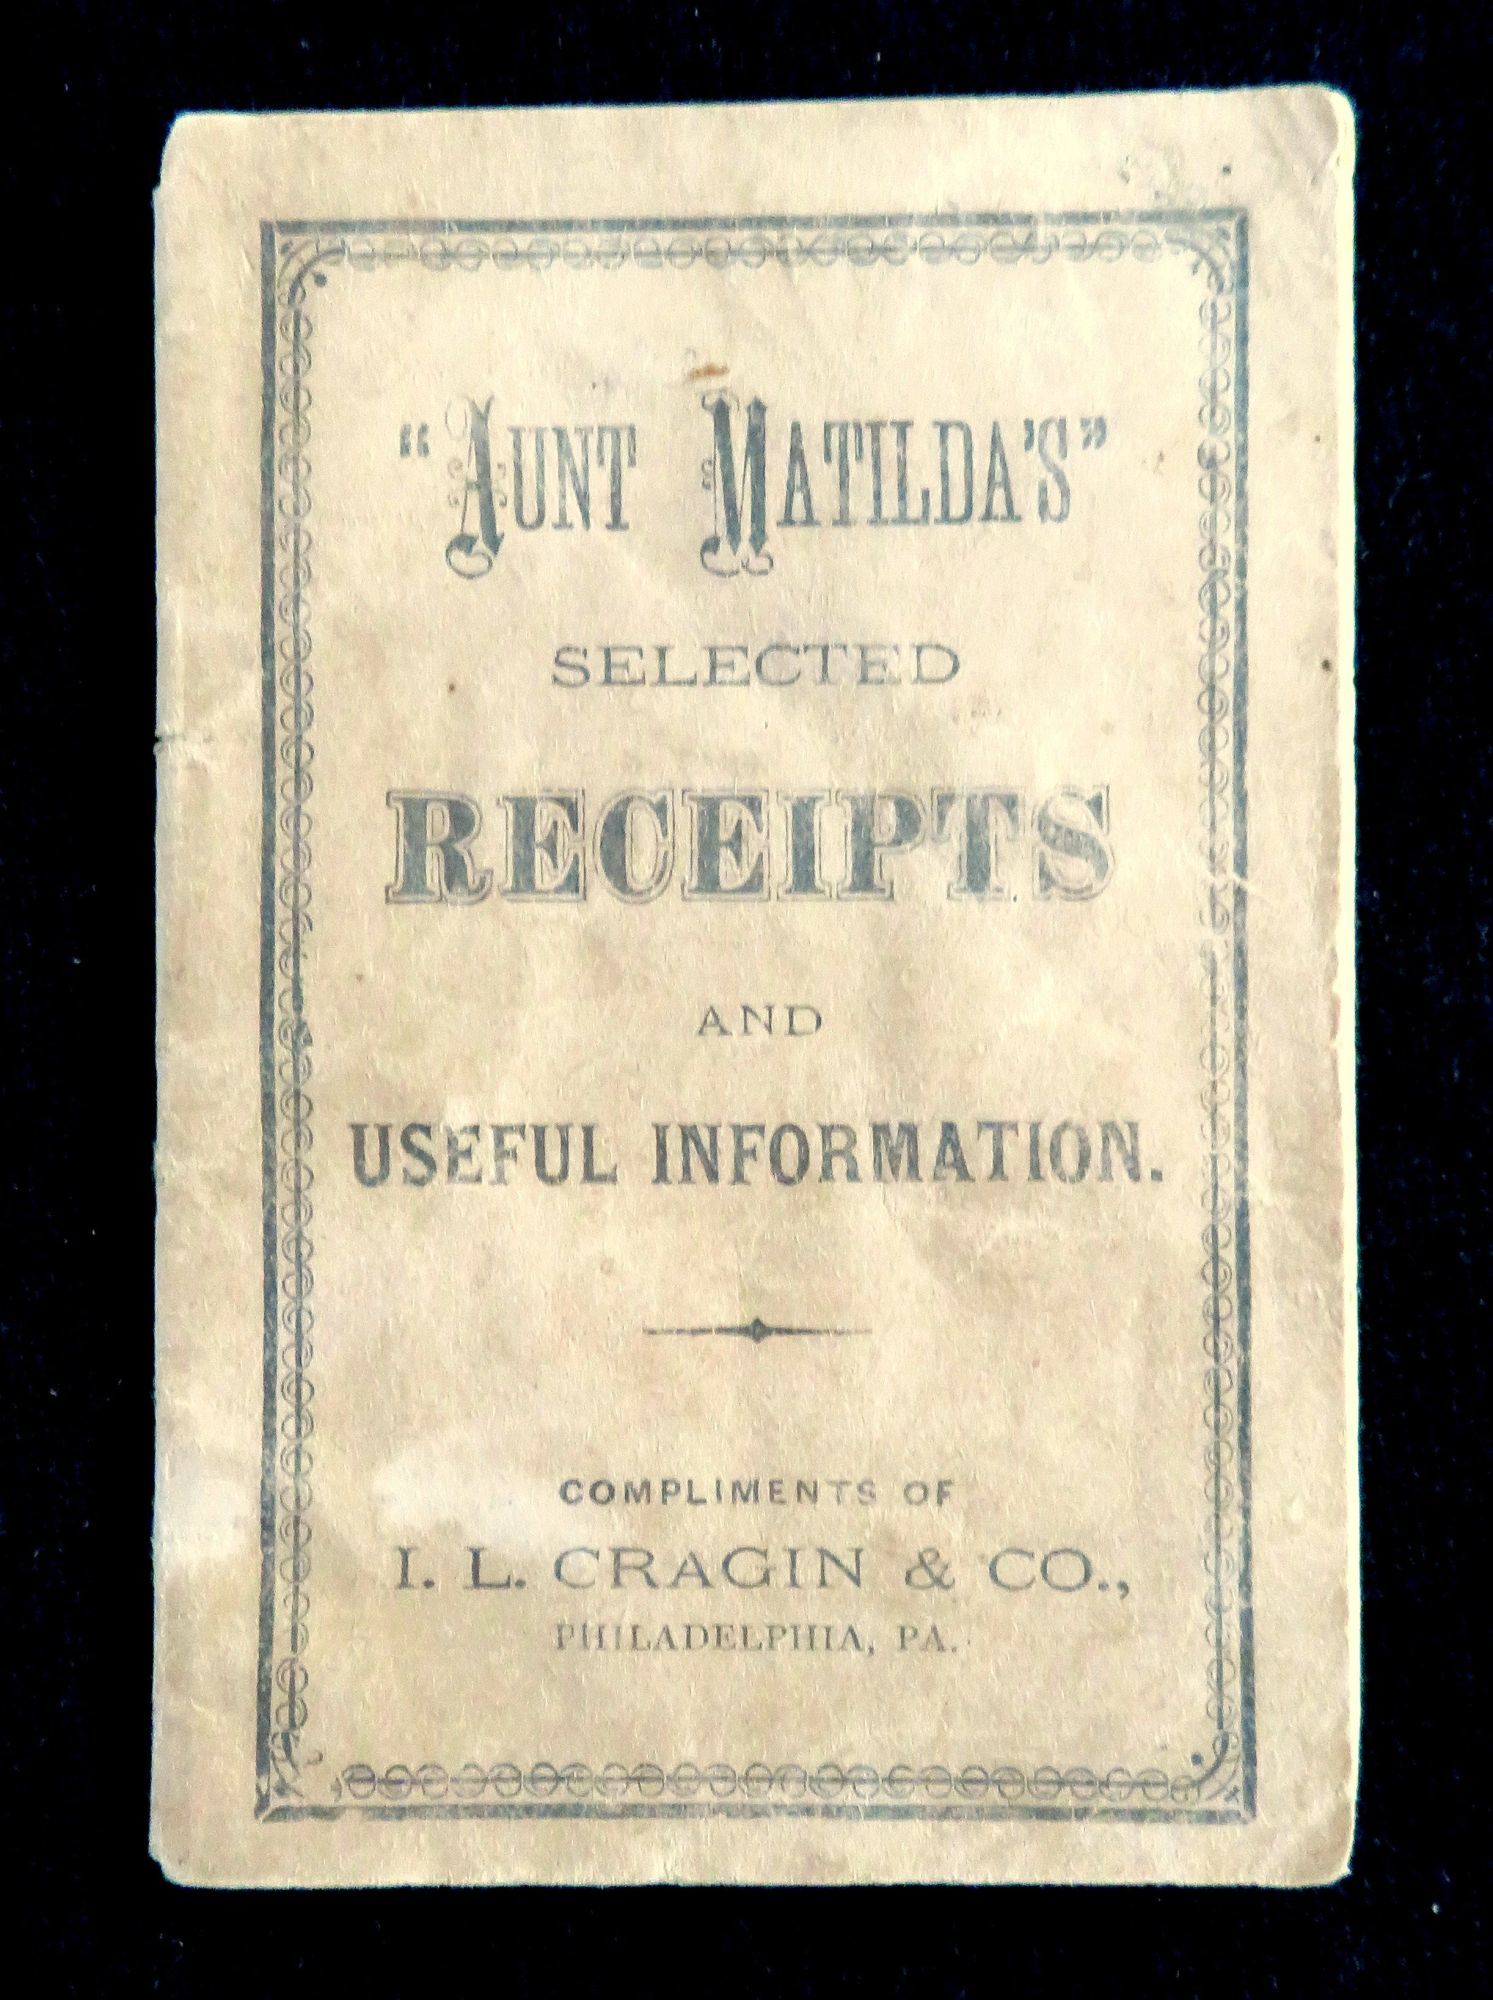 “AUNT MATILDA'S”
SELECTED
RECEIPTS
AND
USEFUL INFORMATION.
COMPLIMENTS OF
I. L. CRAGIN & CO.,
PHILADELPHIA, PA.